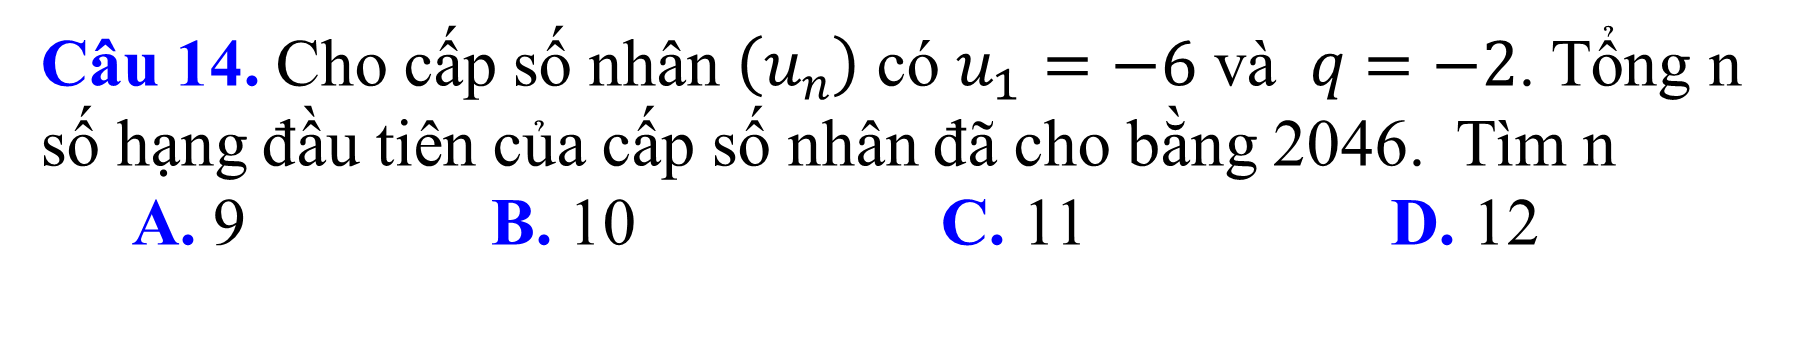 Câu 14. Cho cấp số nhân (uₙ) có u₁ = −6 và q = −2. Tổng n
số hạng đầu tiên của cấp số nhân đã cho bằng 2046. Tìm n
A. 9 B. 10 C. 11 D. 12